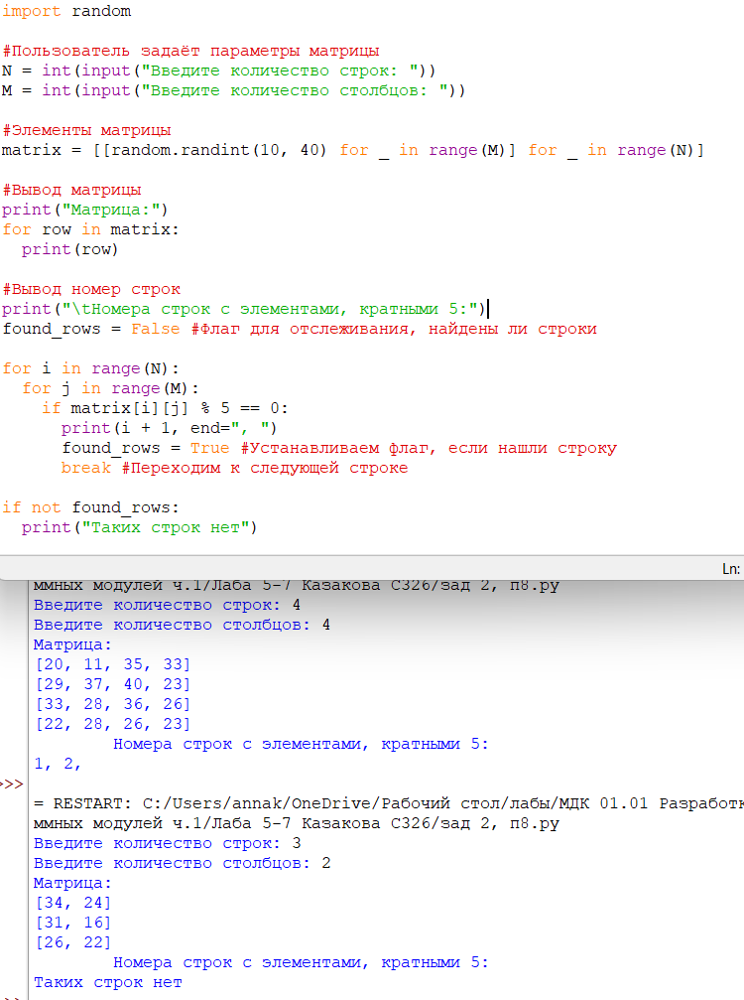 import random
#Пользователь задаёт параметры матрицы
N = int(input("Введите количество строк: "))
M = int(input("Введите количество столбцов: "))
#Элементы матрицы
matrix = [[random.randint(10, 40) for _ in range(M)] for _ in range(N)]
#Вывод матрицы
print("Матрица:")
for row in matrix:
  print(row)
#Вывод номер строк
print("\tНомера строк с элементами, кратными 5:")
found_rows = False #Флаг для отслеживания, найдены ли строки
for i in range(N):
  for j in range(M):
    if matrix[i][j] % 5 == 0:
      print(i + 1, end=", ")
      found_rows = True #Устанавливаем флаг, если нашли строку
      break #Переходим к следующей строке
if not found_rows:
  print("Таких строк нет")
Ln:
ммных модулей ч.1/Лаба 5-7 Казакова С326/зад 2, п8.py
Введите количество строк: 4
Введите количество столбцов: 4
Матрица:
[20, 11, 35, 33]
[29, 37, 40, 23]
[33, 28, 36, 26]
[22, 28, 26, 23]
        Номера строк с элементами, кратными 5:
1, 2,
>>>
= RESTART: C:/Users/annak/OneDrive/Рабочий стол/лабы/МДК 01.01 Разработк
ммных модулей ч.1/Лаба 5-7 Казакова С326/зад 2, п8.py
Введите количество строк: 3
Введите количество столбцов: 2
Матрица:
[34, 24]
[31, 16]
[26, 22]
        Номера строк с элементами, кратными 5:
Таких строк нет